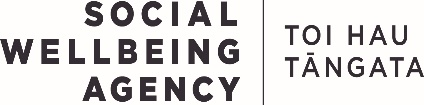 SOCIAL
WELLBEING
AGENCY
TOI HAU
TĀNGATA